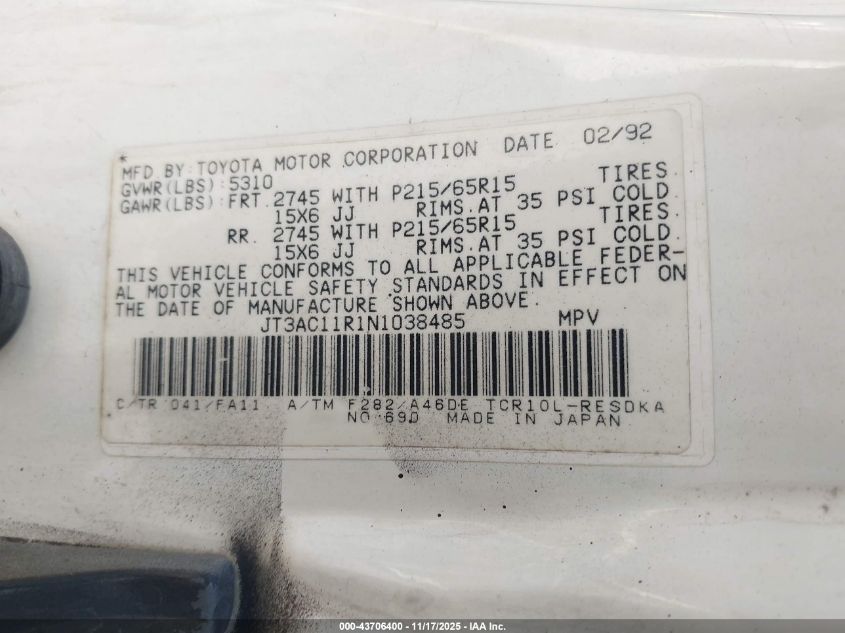 * MFD. BY: TOYOTA MOTOR CORPORATION DATE 02/92
GVWR(LBS): 5310
GAWR(LBS): FRT. 2745 WITH P215/65R15 TIRES.
15X6 JJ RIMS.AT 35 PSI COLD.
RR. 2745 WITH P215/65R15 TIRES.
15X6 JJ RIMS.AT 35 PSI COLD.
THIS VEHICLE CONFORMS TO ALL APPLICABLE FEDER-
AL MOTOR VEHICLE SAFETY STANDARDS IN EFFECT ON
THE DATE OF MANUFACTURE SHOWN ABOVE.
JT3AC11R1N1038485 MPV
C/TR 041/FA11 A/TM F282/A46DE TCR10L-RESDKA
NO.69D MADE IN JAPAN
000-43706400 - 11/17/2025 - IAA Inc.